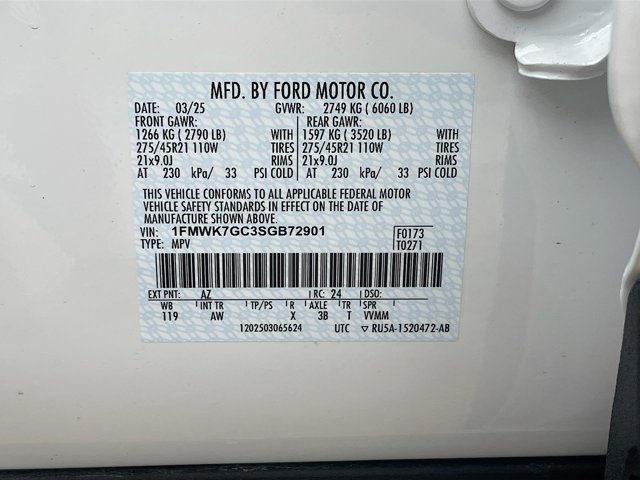 MFD. BY FORD MOTOR CO.
DATE: 03/25 GVWR: 2749 KG ( 6060 LB)
FRONT GAWR: REAR GAWR:
1266 KG ( 2790 LB) WITH 1597 KG ( 3520 LB) WITH
275/45R21 110W TIRES 275/45R21 110W TIRES
21x9.0J RIMS 21x9.0J RIMS
AT 230 kPa/ 33 PSI COLD AT 230 kPa/ 33 PSI COLD
THIS VEHICLE CONFORMS TO ALL APPLICABLE FEDERAL MOTOR
VEHICLE SAFETY STANDARDS IN EFFECT ON THE DATE OF
MANUFACTURE SHOWN ABOVE.
VIN: 1FMWK7GC3SGB72901 F0173
TYPE: MPV T0271
EXT PNT: AZ RC: 24 DSO:
WB INT TR TP/PS R AXLE TR SPR
119 AW X 3B T VVMM
1202503065624 UTC ▽ RU5A-1520472-AB